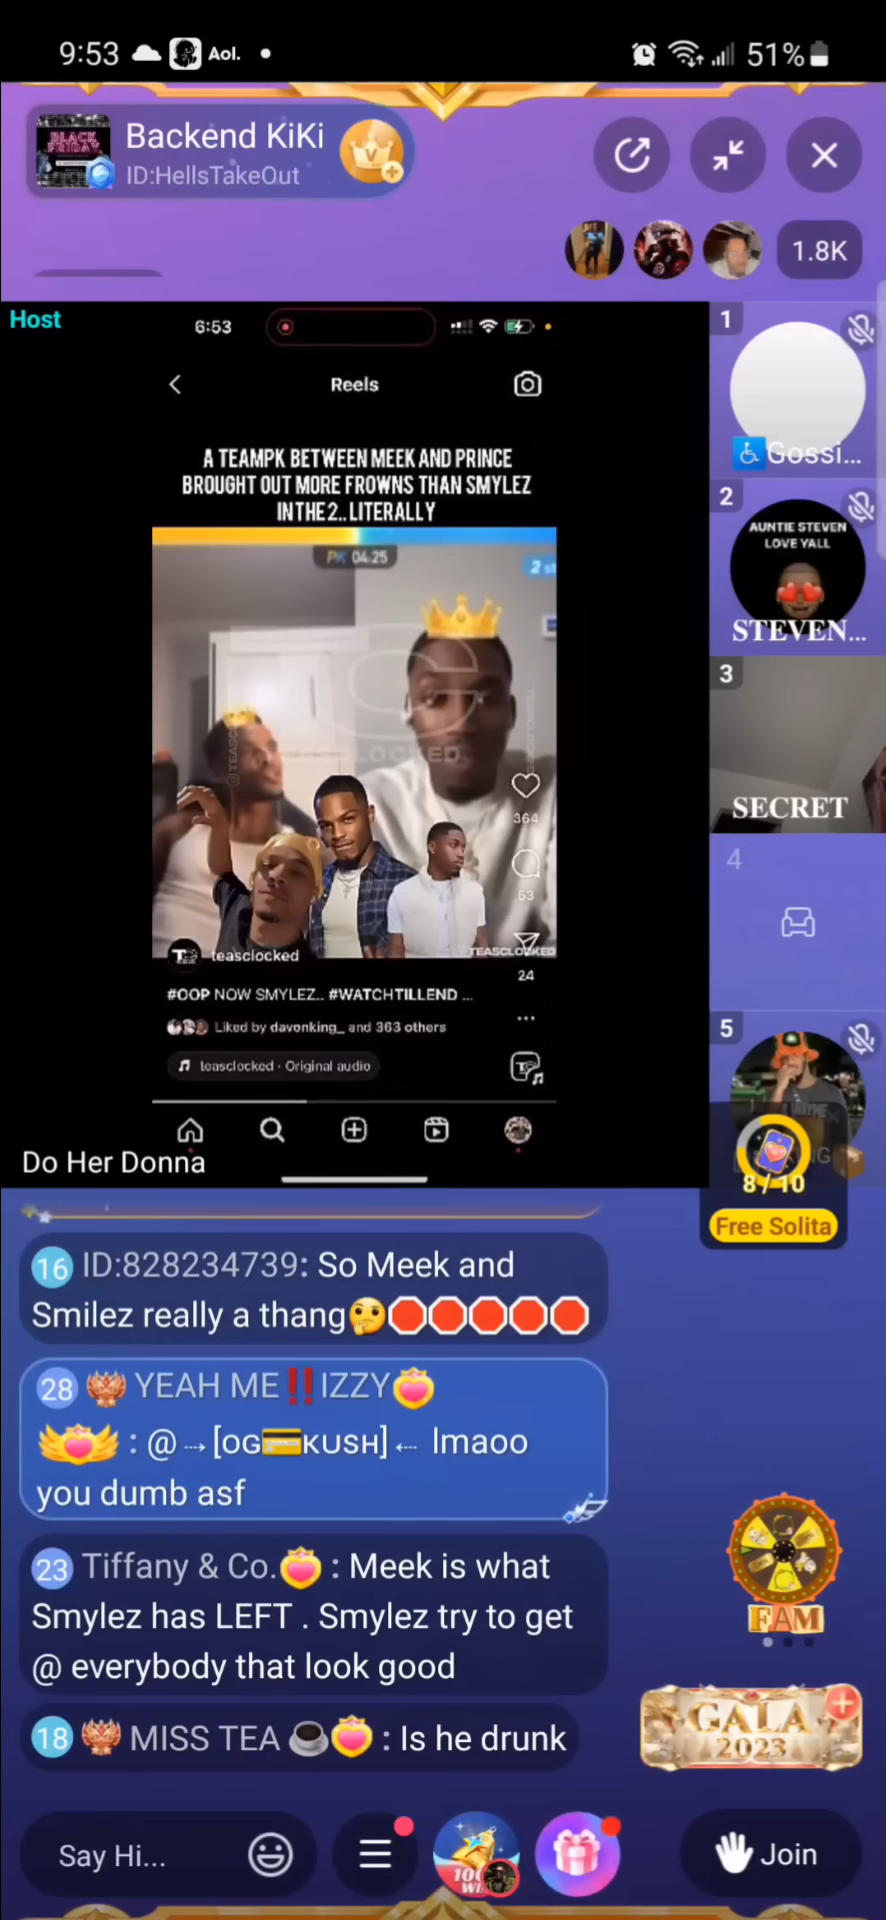 9:53 Aol. 51%
BLACK
FRIDAY
Backend KiKi
ID:HellsTakeOut
1.8K
Host
6:53
Reels
A TEAMPK BETWEEN MEEK AND PRINCE
BROUGHT OUT MORE FROWNS THAN SMYLEZ
IN THE 2.. LITERALLY
PK 04:25
2 st
TEASCLOCKED
364
53
TEASCLOCKED
teasclocked
24
#OOP NOW SMYLEZ.. #WATCHTILLEND ...
Liked by davonking_ and 363 others
teasclocked · Original audio
Do Her Donna
1
Gossi...
2
AUNTIE STEVEN
LOVE YALL
STEVEN...
3
SECRET
4
5
8/10
Free Solita
16 ID:828234739: So Meek and
Smilez really a thang🤔🛑🛑🛑🛑🛑
28 YEAH ME‼️IZZY
: @→[OG💳KUSH]← lmaoo
you dumb asf
23 Tiffany & Co. : Meek is what
Smylez has LEFT . Smylez try to get
@ everybody that look good
18 MISS TEA ☕ : Is he drunk
FAM
GALA
2023
Say Hi...
Join